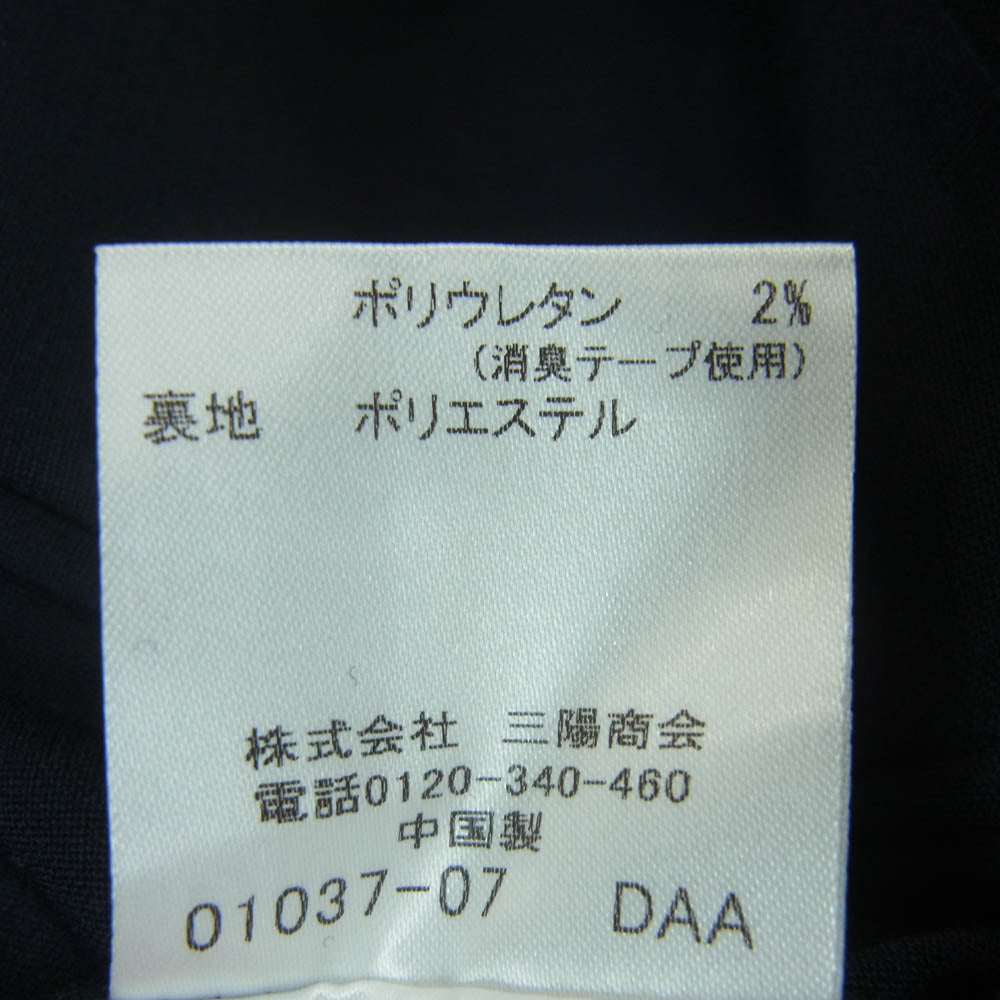 ポリウレタン 2%
(消臭テープ使用)
裏地 ポリエステル
株式会社 三陽商会
電話0120-340-460
中国製
01037-07 DAA